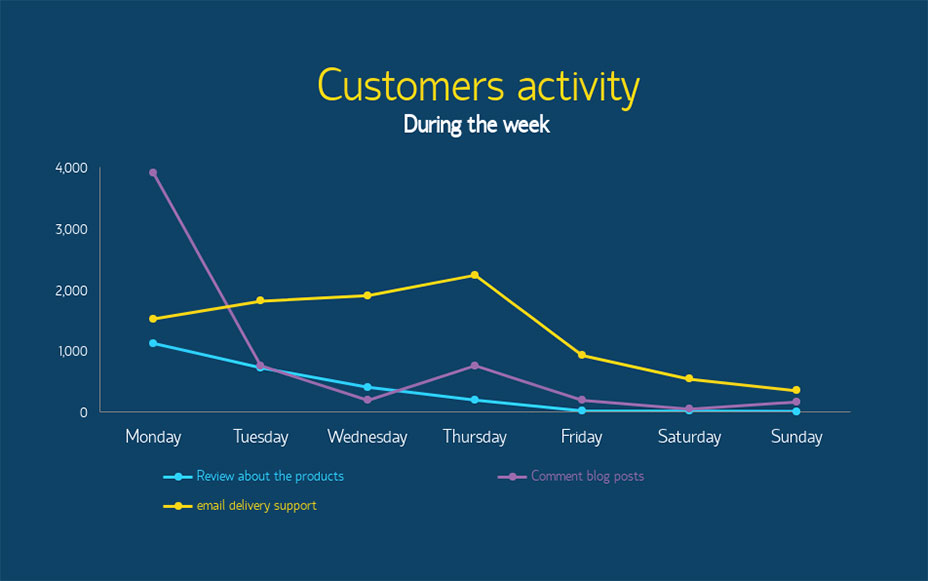 Customers activity
During the week
4,000
3,000
2,000
1,000
0
Monday Tuesday Wednesday Thursday Friday Saturday Sunday
Review about the products Comment blog posts
email delivery support